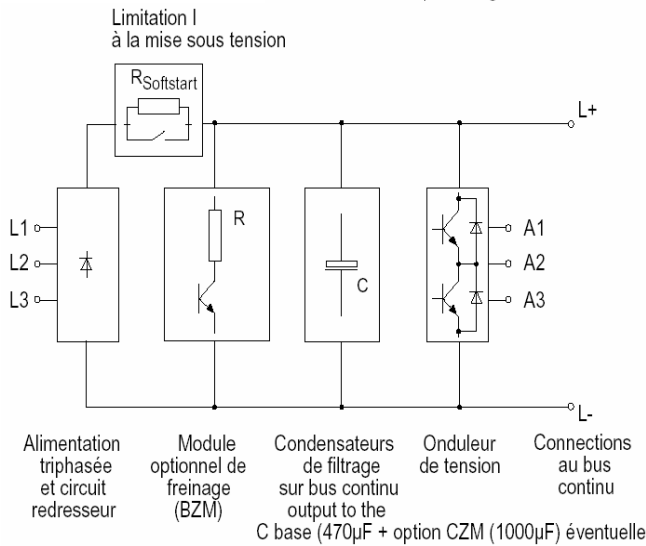 Limitation I
à la mise sous tension
RSoftstart
L+
L1
L2
L3
R
C
A1
A2
A3
L-
Alimentation
triphasée
et circuit
redresseur
Module
optionnel de
freinage
(BZM)
Condensateurs
de filtrage
sur bus continu
output to the
C base (470µF + option CZM (1000µF) éventuelle
Onduleur
de tension
Connections
au bus
continu